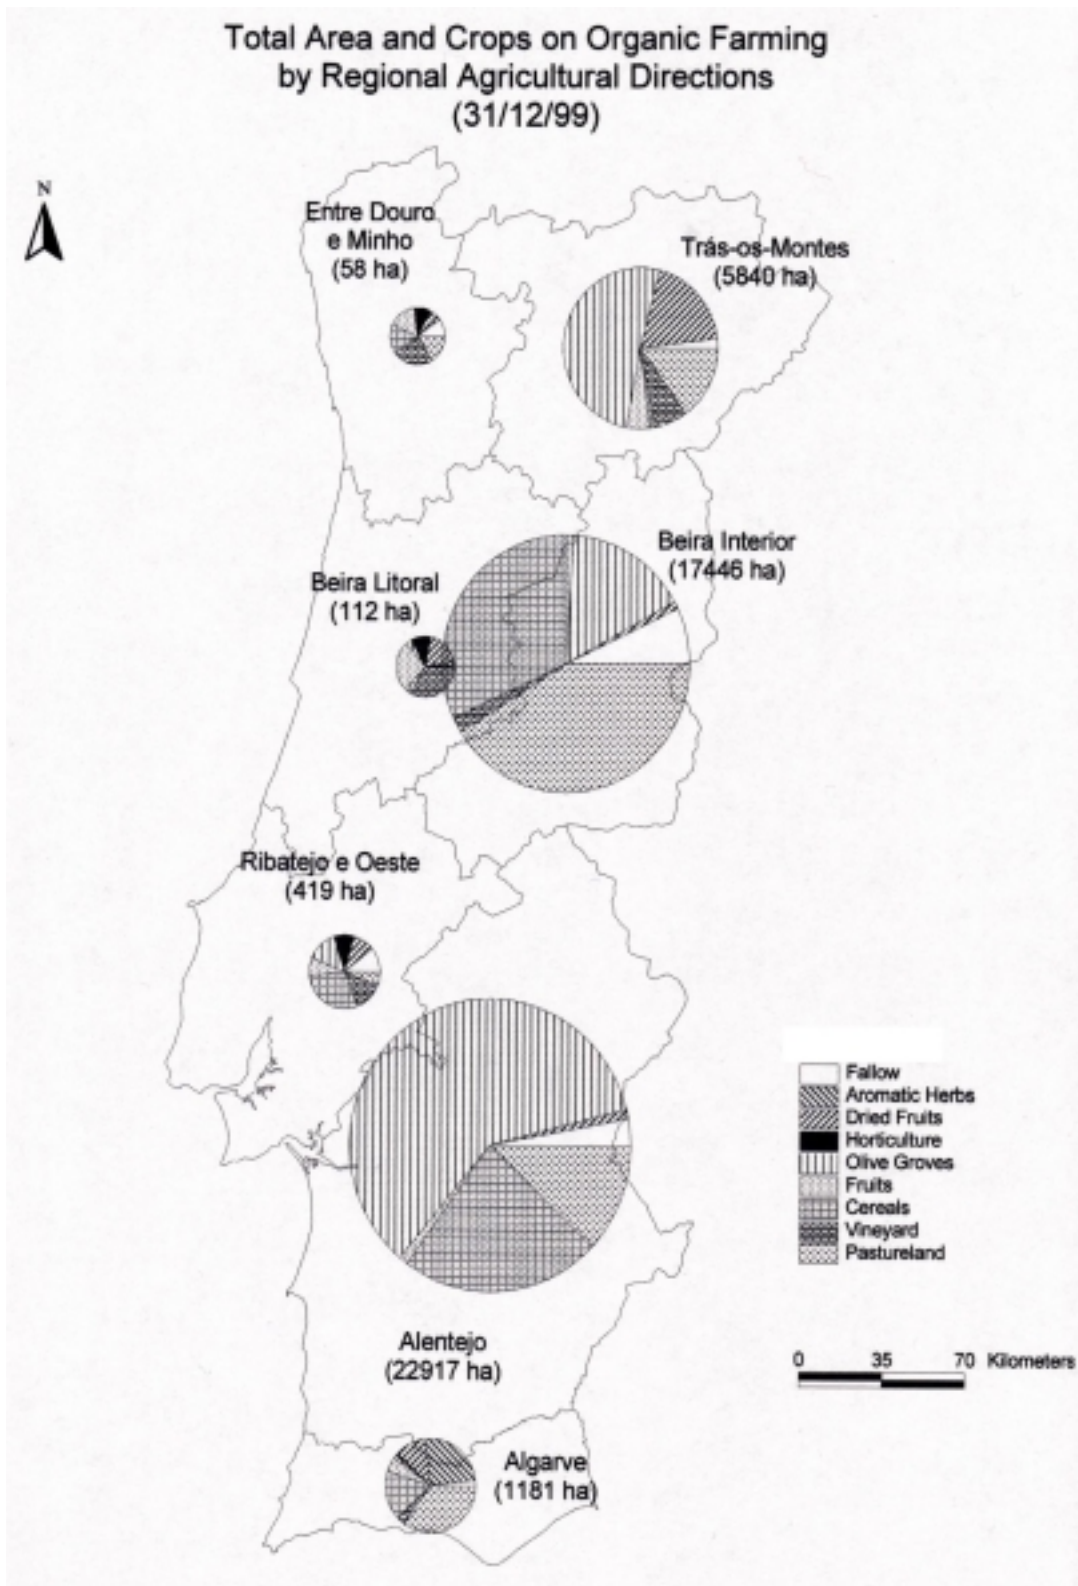 Total Area and Crops on Organic Farming
by Regional Agricultural Directions
(31/12/99)
N
Entre Douro
e Minho
(58 ha)
Trás-os-Montes
(5840 ha)
Beira Interior
(17446 ha)
Beira Litoral
(112 ha)
Ribatejo e Oeste
(419 ha)
Fallow
Aromatic Herbs
Dried Fruits
Horticulture
Olive Groves
Fruits
Cereals
Vineyard
Pastureland
Alentejo
(22917 ha)
0 35 70 Kilometers
Algarve
(1181 ha)